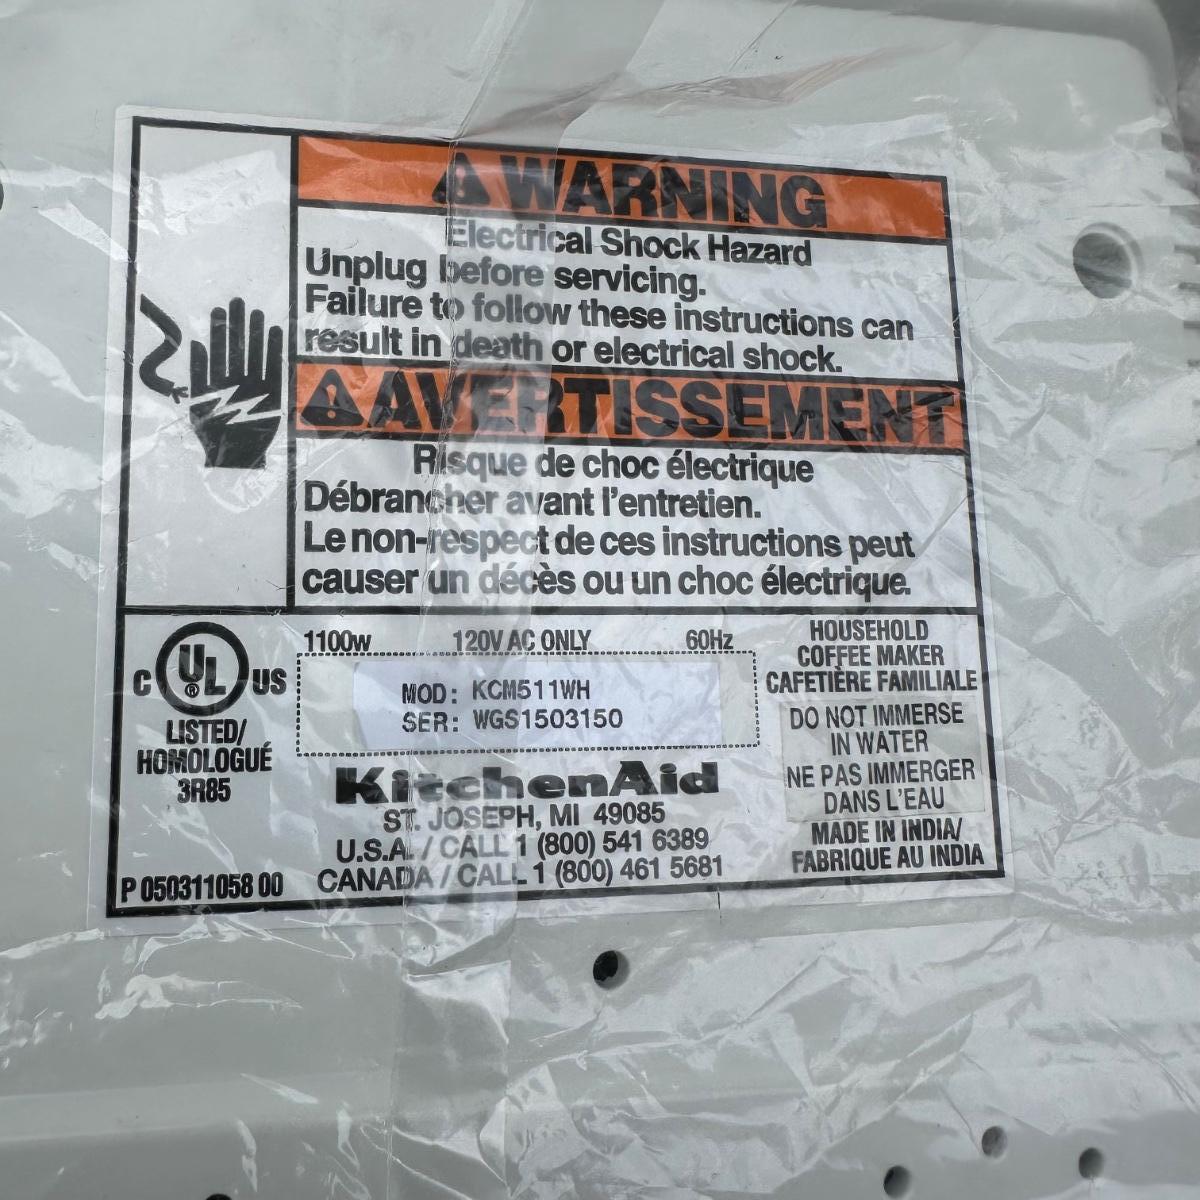 WARNING
Electrical Shock Hazard
Unplug before servicing.
Failure to follow these instructions can
result in death or electrical shock.
AVERTISSEMENT
Risque de choc électrique
Débrancher avant l'entretien.
Le non-respect de ces instructions peut
causer un décès ou un choc électrique.
C UL ® US
LISTED/
HOMOLOGUÉ
3R85
P 050311058 00
1100w 120V AC ONLY 60Hz
MOD: KCM511WH
SER: WGS1503150
KitchenAid
ST. JOSEPH, MI 49085
U.S.A. / CALL 1 (800) 541 6389
CANADA / CALL 1 (800) 461 5681
HOUSEHOLD
COFFEE MAKER
CAFETIÈRE FAMILIALE
DO NOT IMMERSE
IN WATER
NE PAS IMMERGER
DANS L'EAU
MADE IN INDIA/
FABRIQUE AU INDIA